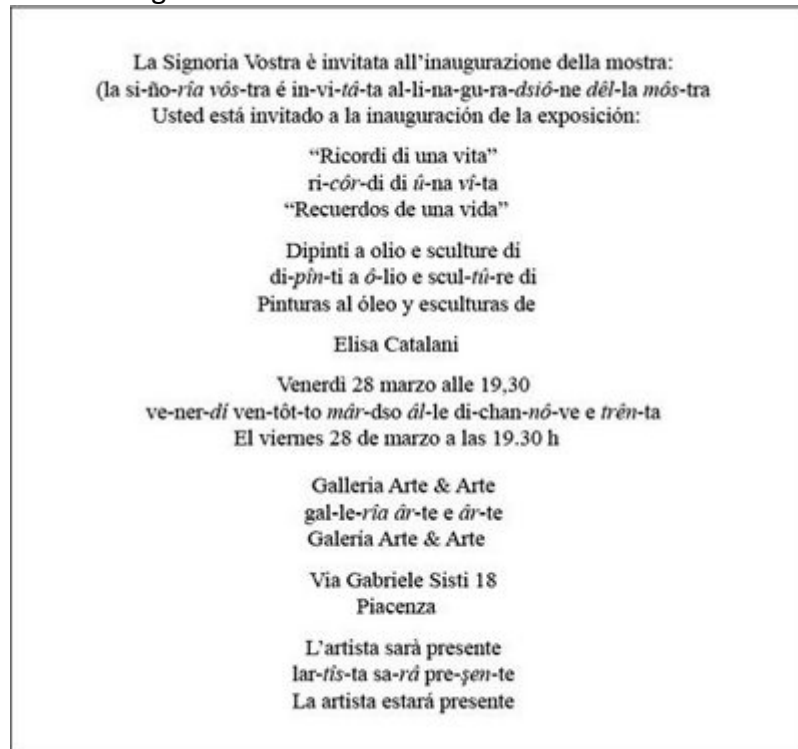 La Signoria Vostra è invitata all’inaugurazione della mostra:
(la si-ño-ría vôs-tra é in-vi-tâ-ta al-li-na-gu-ra-dsiô-ne dêl-la môs-tra
Usted está invitado a la inauguración de la exposición:
“Ricordi di una vita”
ri-côr-di di û-na vî-ta
“Recuerdos de una vida”
Dipinti a olio e sculture di
di-pîn-ti a ô-lio e scul-tû-re di
Pinturas al óleo y esculturas de
Elisa Catalani
Venerdì 28 marzo alle 19,30
ve-ner-dí ven-tôt-to mâr-dso âl-le di-chan-nô-ve e trên-ta
El viernes 28 de marzo a las 19.30 h
Galleria Arte & Arte
gal-le-rîa âr-te e âr-te
Galería Arte & Arte
Via Gabriele Sisti 18
Piacenza
L’artista sarà presente
lar-tîs-ta sa-râ pre-şen-te
La artista estará presente